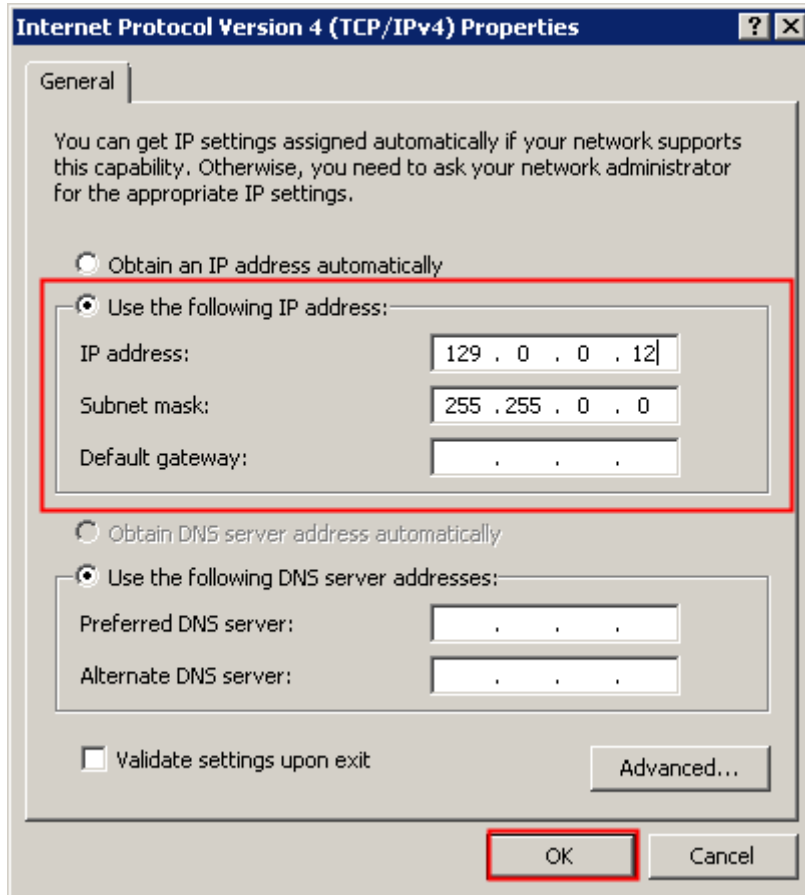 Internet Protocol Version 4 (TCP/IPv4) Properties
General
You can get IP settings assigned automatically if your network supports
this capability. Otherwise, you need to ask your network administrator
for the appropriate IP settings.
Obtain an IP address automatically
Use the following IP address:
IP address: 129 . 0 . 0 . 12
Subnet mask: 255 . 255 . 0 . 0
Default gateway: . . .
Obtain DNS server address automatically
Use the following DNS server addresses:
Preferred DNS server: . . .
Alternate DNS server: . . .
Validate settings upon exit
Advanced...
OK Cancel